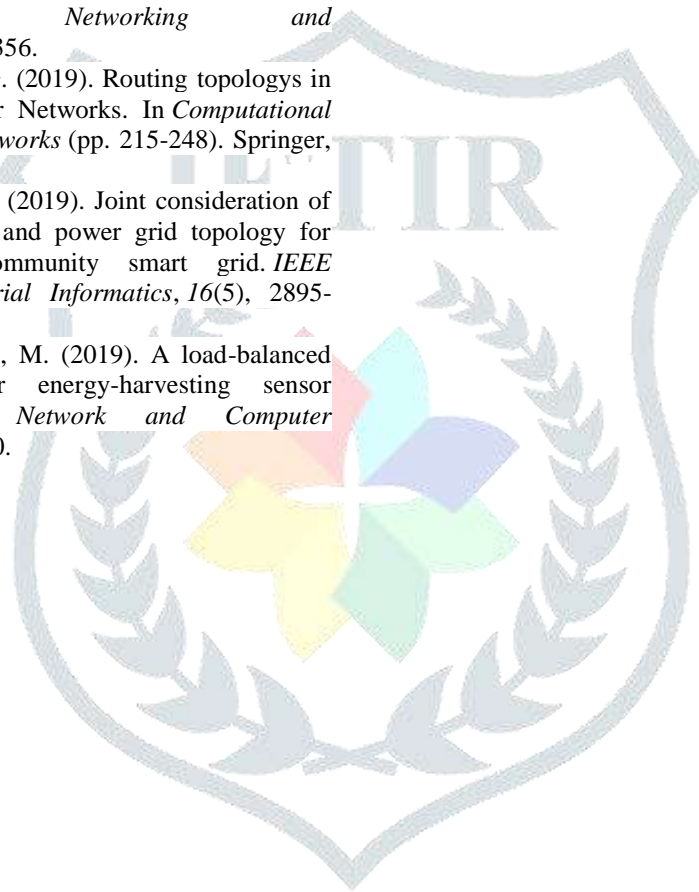 Networking and
356.
. (2019). Routing topologys in
r Networks. In Computational
works (pp. 215-248). Springer,
(2019). Joint consideration of
and power grid topology for
ommunity smart grid. IEEE
rial Informatics, 16(5), 2895-
, M. (2019). A load-balanced
r energy-harvesting sensor
Network and Computer
0.
JETIR